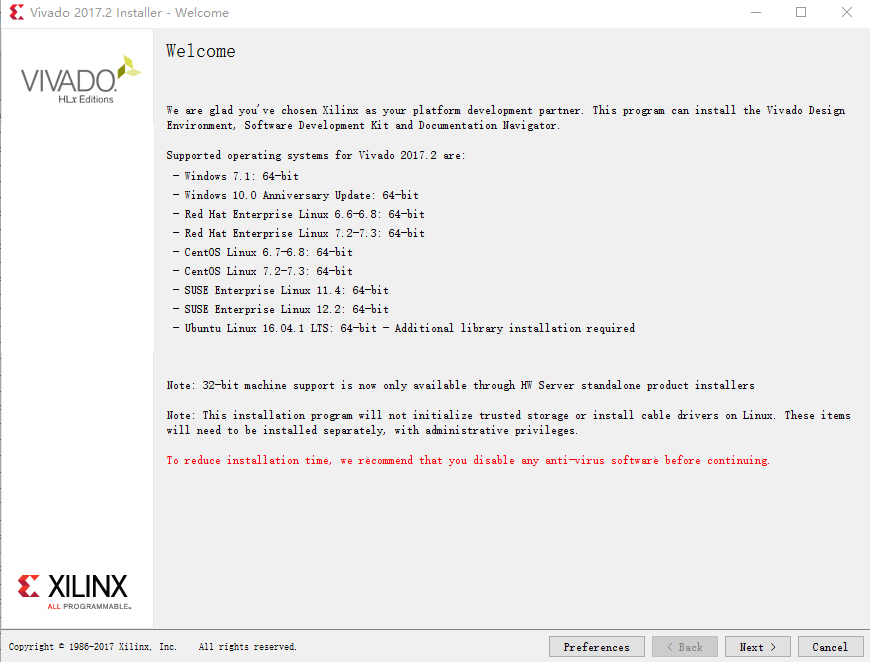 Vivado 2017.2 Installer - Welcome
VIVADO.
HLx Editions
Welcome
We are glad you've chosen Xilinx as your platform development partner. This program can install the Vivado Design
Environment, Software Development Kit and Documentation Navigator.
Supported operating systems for Vivado 2017.2 are:
- Windows 7.1: 64-bit
- Windows 10.0 Anniversary Update: 64-bit
- Red Hat Enterprise Linux 6.6-6.8: 64-bit
- Red Hat Enterprise Linux 7.2-7.3: 64-bit
- CentOS Linux 6.7-6.8: 64-bit
- CentOS Linux 7.2-7.3: 64-bit
- SUSE Enterprise Linux 11.4: 64-bit
- SUSE Enterprise Linux 12.2: 64-bit
- Ubuntu Linux 16.04.1 LTS: 64-bit - Additional library installation required
Note: 32-bit machine support is now only available through HW Server standalone product installers
Note: This installation program will not initialize trusted storage or install cable drivers on Linux. These items
will need to be installed separately, with administrative privileges.
To reduce installation time, we recommend that you disable any anti-virus software before continuing.
XILINX
ALL PROGRAMMABLE™
Copyright © 1986-2017 Xilinx, Inc. All rights reserved.
Preferences < Back Next > Cancel